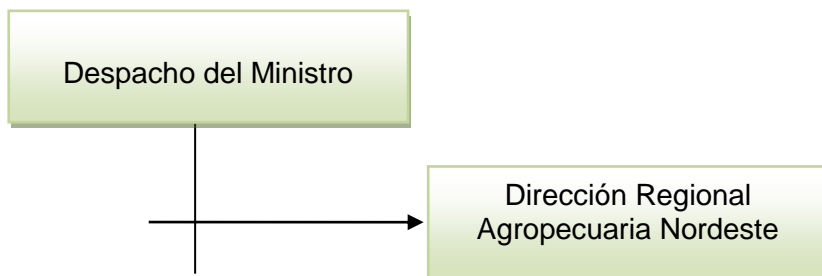 Despacho del Ministro
Dirección Regional
Agropecuaria Nordeste